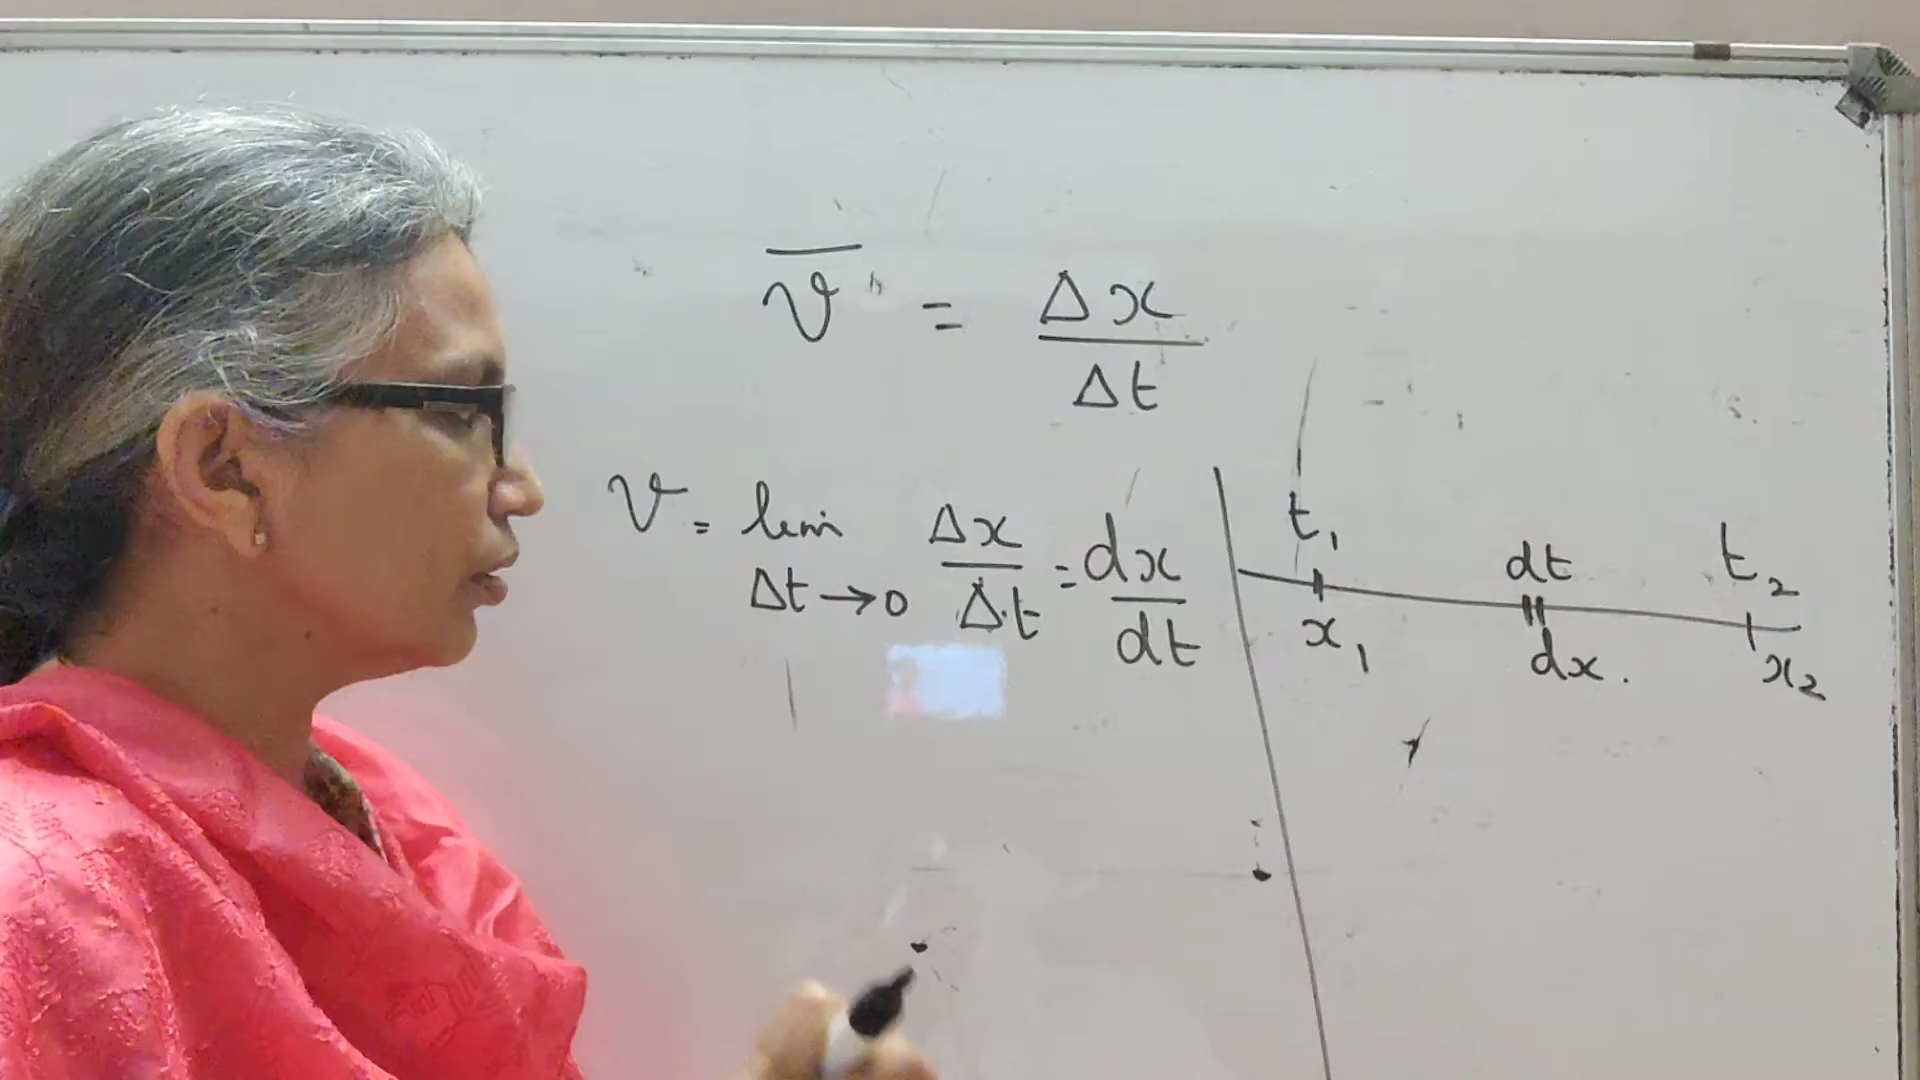 v̅ = Δx / Δt
v = lim Δt→0 Δx/Δt = dx/dt
t₁ dt t₂
x₁ dx. x₂